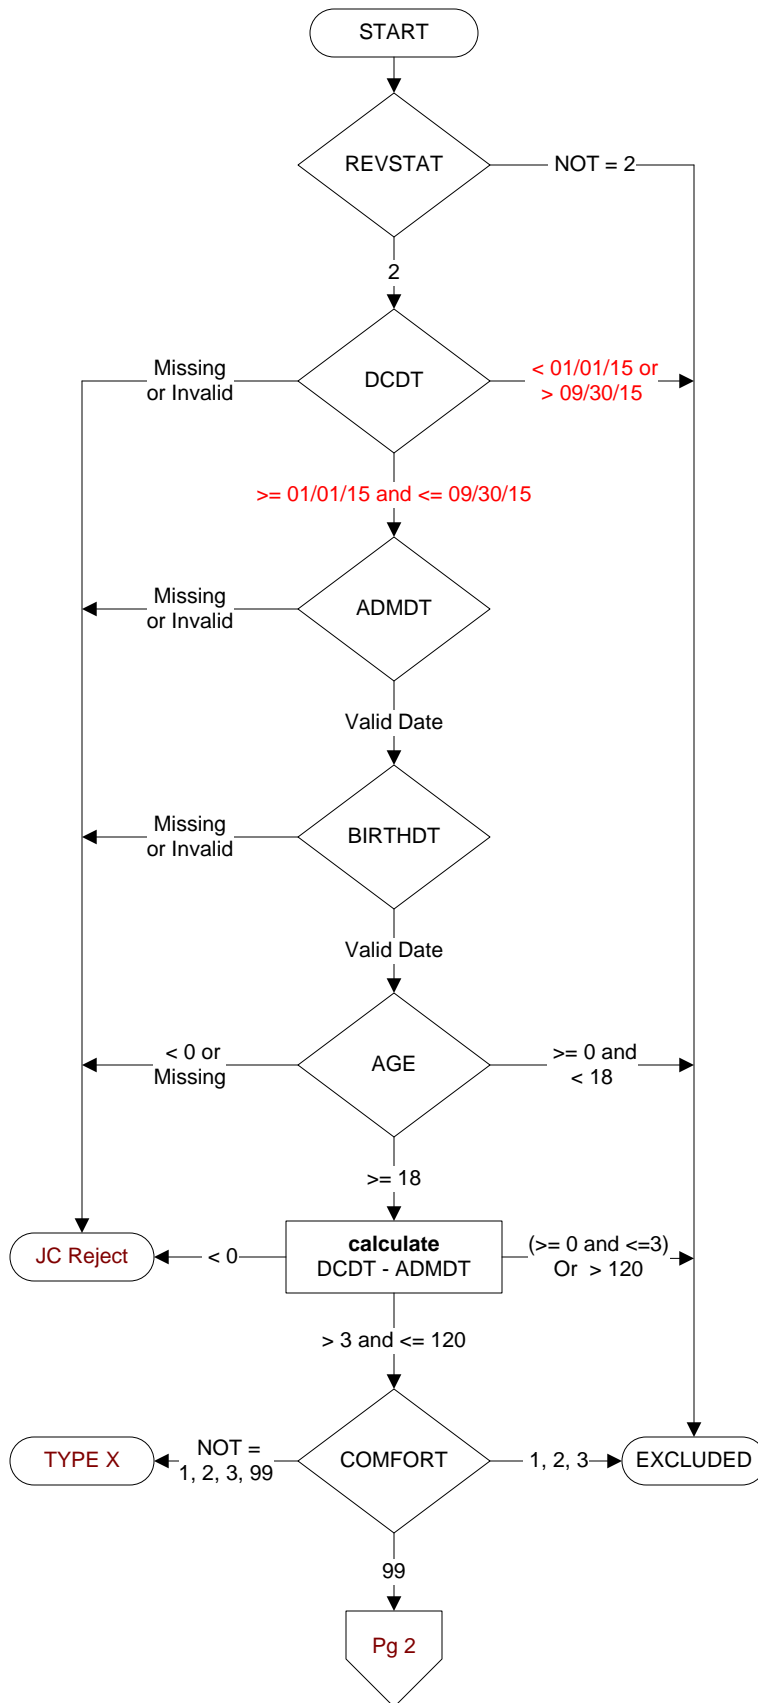 START
REVSTAT
NOT = 2
2
Missing
or Invalid
DCDT
< 01/01/15 or
> 09/30/15
>= 01/01/15 and <= 09/30/15
Missing
or Invalid
ADMDT
Valid Date
Missing
or Invalid
BIRTHDT
Valid Date
< 0 or
Missing
AGE
>= 0 and
< 18
>= 18
JC Reject
< 0
calculate
DCDT - ADMDT
(>= 0 and <=3)
Or > 120
> 3 and <= 120
TYPE X
NOT =
1, 2, 3, 99
COMFORT
1, 2, 3
EXCLUDED
99
Pg 2